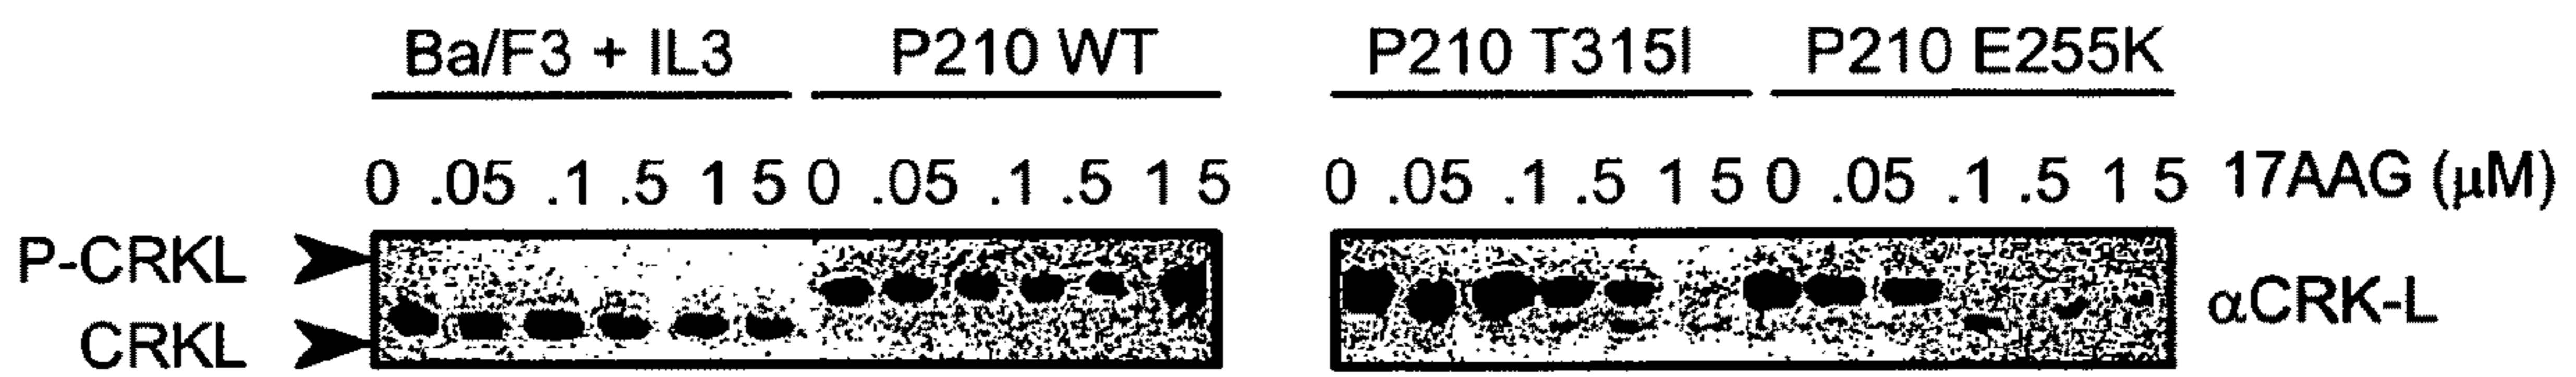 Ba/F3 + IL3 P210 WT P210 T315I P210 E255K
0 .05 .1 .5 1 5 0 .05 .1 .5 1 5 0 .05 .1 .5 1 5 0 .05 .1 .5 1 5 17AAG (μM)
P-CRKL
CRKL αCRK-L